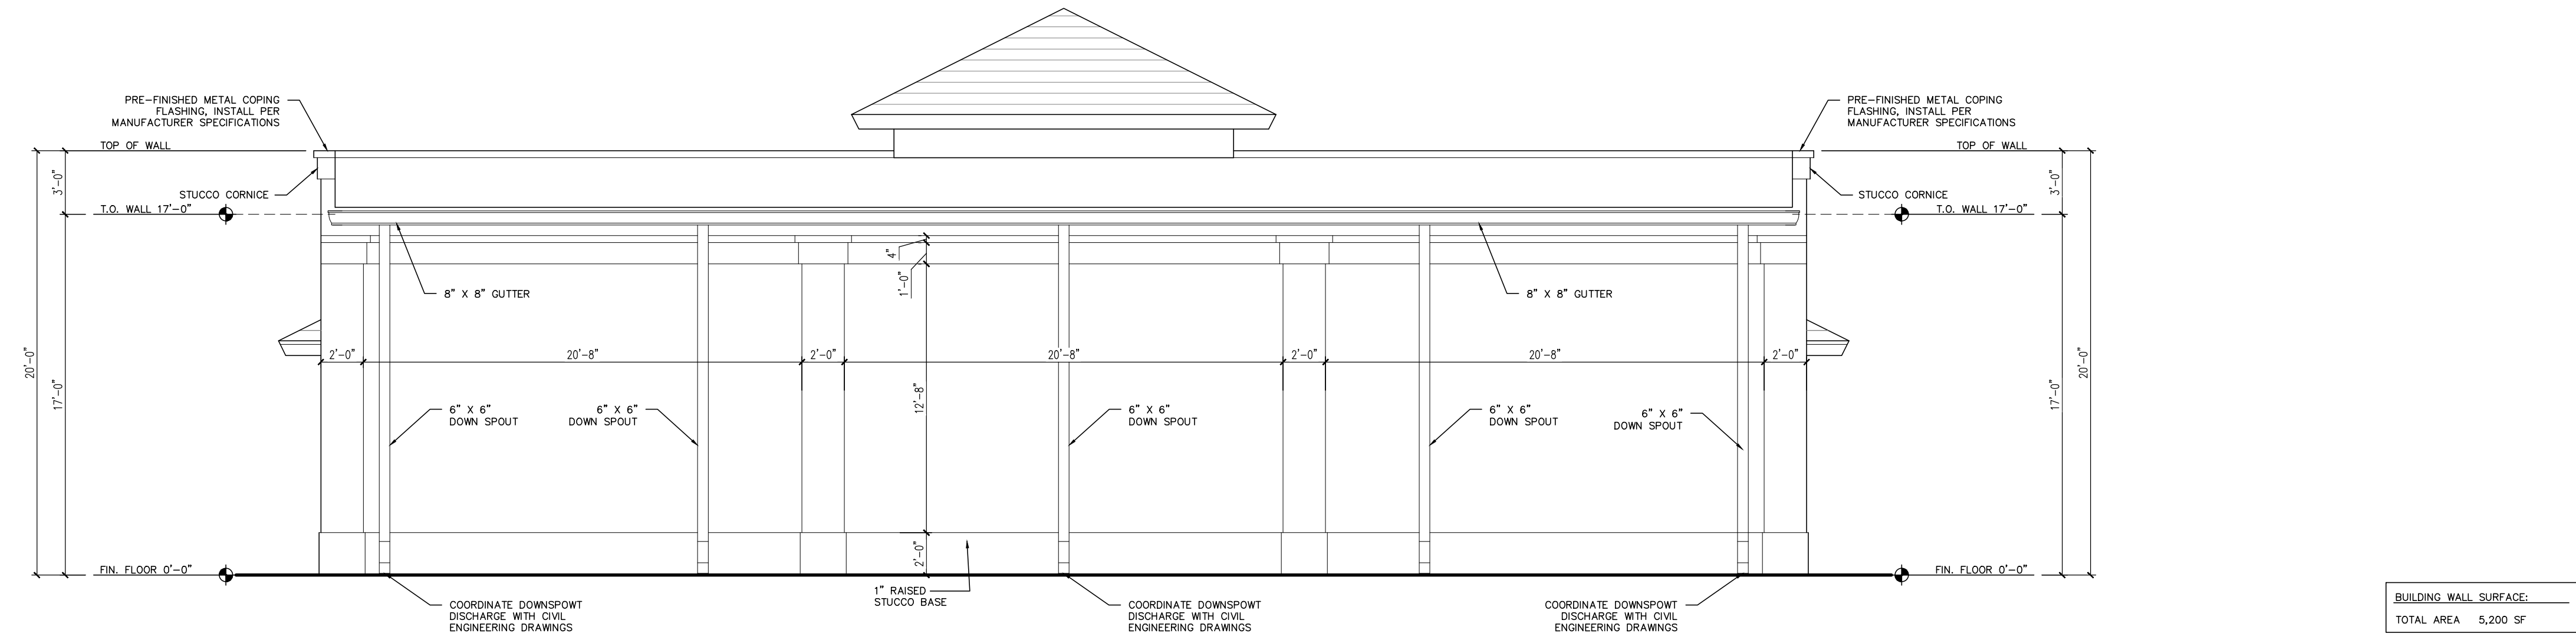 PRE-FINISHED METAL COPING
FLASHING, INSTALL PER
MANUFACTURER SPECIFICATIONS
PRE-FINISHED METAL COPING
FLASHING, INSTALL PER
MANUFACTURER SPECIFICATIONS
TOP OF WALL
TOP OF WALL
3'-0"
3'-0"
STUCCO CORNICE
STUCCO CORNICE
T.O. WALL 17'-0"
T.O. WALL 17'-0"
4"
1'-0"
8" X 8" GUTTER
8" X 8" GUTTER
20'-0"
17'-0"
2'-0"
20'-8"
2'-0"
20'-8"
2'-0"
20'-8"
2'-0"
17'-0"
20'-0"
12'-8"
6" X 6"
DOWN SPOUT
6" X 6"
DOWN SPOUT
6" X 6"
DOWN SPOUT
6" X 6"
DOWN SPOUT
6" X 6"
DOWN SPOUT
2'-0"
FIN. FLOOR 0'-0"
FIN. FLOOR 0'-0"
1" RAISED
STUCCO BASE
COORDINATE DOWNSPOWT
DISCHARGE WITH CIVIL
ENGINEERING DRAWINGS
COORDINATE DOWNSPOWT
DISCHARGE WITH CIVIL
ENGINEERING DRAWINGS
COORDINATE DOWNSPOWT
DISCHARGE WITH CIVIL
ENGINEERING DRAWINGS
BUILDING WALL SURFACE:
TOTAL AREA 5,200 SF